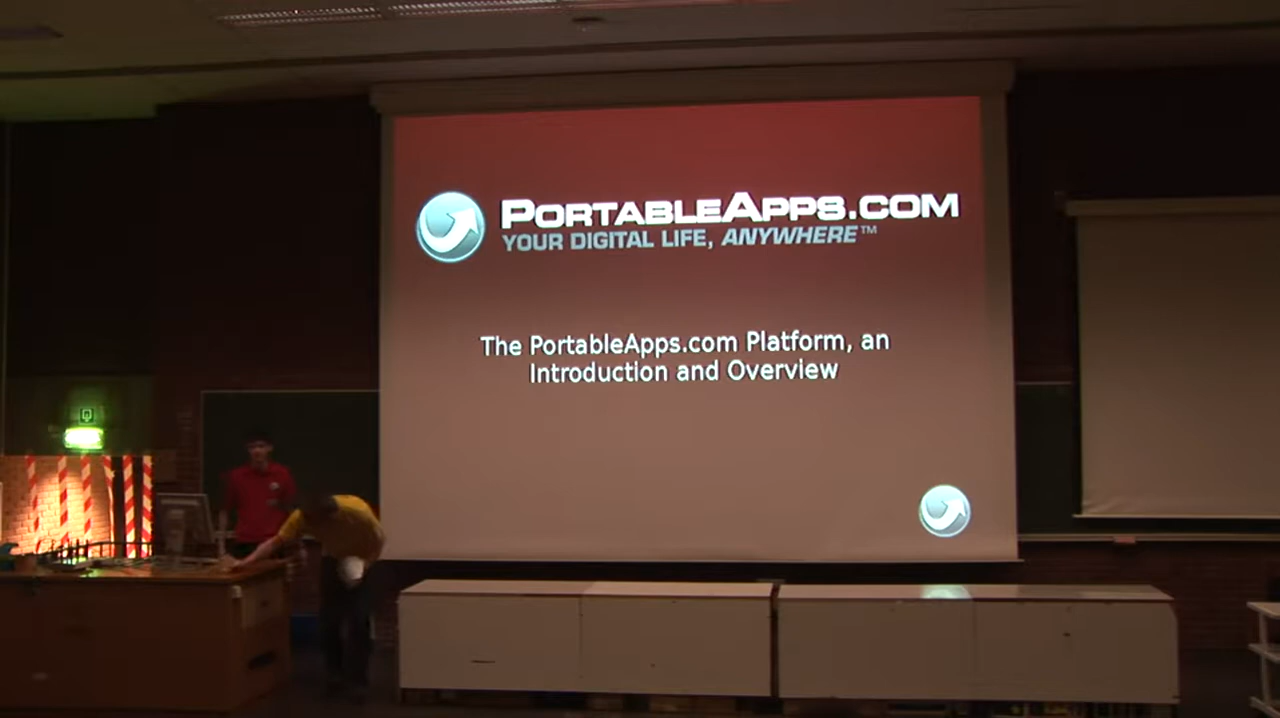 PORTABLEAPPS.COM
YOUR DIGITAL LIFE, ANYWHERE™
The PortableApps.com Platform, an
Introduction and Overview